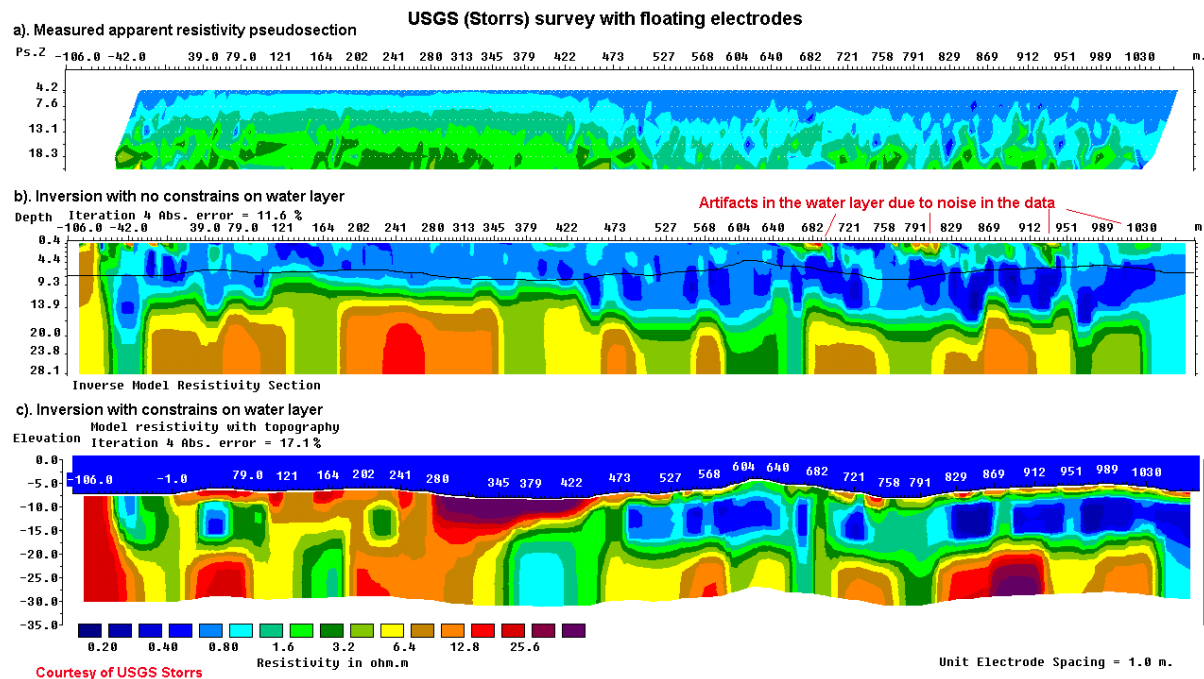 USGS (Storrs) survey with floating electrodes
a). Measured apparent resistivity pseudosection
Ps.Z -106.0 -42.0 39.0 79.0 121 164 202 241 280 313 345 379 422 473 527 568 604 640 682 721 758 791 829 869 912 951 989 1030 m.
4.2
7.6
13.1
18.3
b). Inversion with no constrains on water layer
Artifacts in the water layer due to noise in the data
Depth Iteration 4 Abs. error = 11.6 %
-106.0 -42.0 39.0 79.0 121 164 202 241 280 313 345 379 422 473 527 568 604 640 682 721 758 791 829 869 912 951 989 1030 m
0.4
4.4
9.3
13.9
20.0
23.8
28.1
Inverse Model Resistivity Section
c). Inversion with constrains on water layer
Model resistivity with topography
Elevation Iteration 4 Abs. error = 17.1 %
0.0
-106.0 -1.0 79.0 121 164 202 241 280 345 379 422 473 527 568 604 640 682 721 758 791 829 869 912 951 989 1030
-5.0
-10.0
-15.0
-20.0
-25.0
-30.0
-35.0
0.20 0.40 0.80 1.6 3.2 6.4 12.8 25.6
Resistivity in ohm.m
Unit Electrode Spacing = 1.0 m.
Courtesy of USGS Storrs